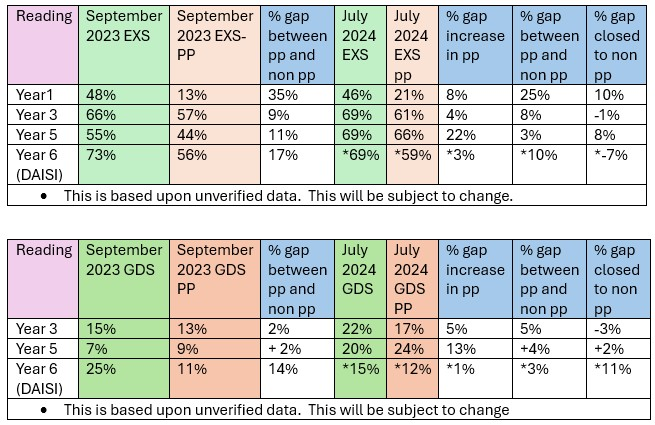 Reading | September 2023 EXS | September 2023 EXS-PP | % gap between pp and non pp | July 2024 EXS | July 2024 EXS pp | % gap increase in pp | % gap between pp and non pp | % gap closed to non pp
Year1 | 48% | 13% | 35% | 46% | 21% | 8% | 25% | 10%
Year 3 | 66% | 57% | 9% | 69% | 61% | 4% | 8% | -1%
Year 5 | 55% | 44% | 11% | 69% | 66% | 22% | 3% | 8%
Year 6 (DAISI) | 73% | 56% | 17% | *69% | *59% | *3% | *10% | *-7%
• This is based upon unverified data. This will be subject to change.
Reading | September 2023 GDS | September 2023 GDS PP | % gap between pp and non pp | July 2024 GDS | July 2024 GDS PP | % gap increase in pp | % gap between pp and non pp | % gap closed to non pp
Year 3 | 15% | 13% | 2% | 22% | 17% | 5% | 5% | -3%
Year 5 | 7% | 9% | + 2% | 20% | 24% | 13% | +4% | +2%
Year 6 (DAISI) | 25% | 11% | 14% | *15% | *12% | *1% | *3% | *11%
• This is based upon unverified data. This will be subject to change